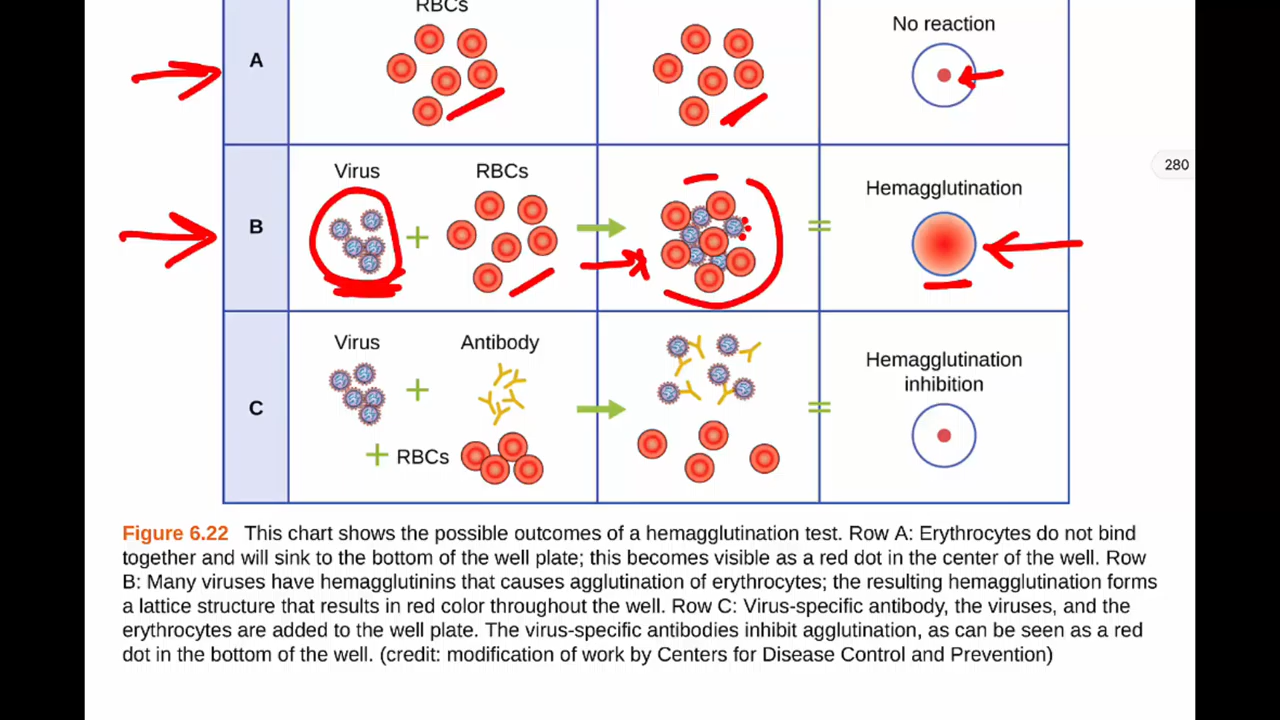 RBCs
No reaction
A
280
Virus
RBCs
Hemagglutination
B
+
=
Virus
Antibody
Hemagglutination
inhibition
+
C
=
+ RBCs
Figure 6.22 This chart shows the possible outcomes of a hemagglutination test. Row A: Erythrocytes do not bind
together and will sink to the bottom of the well plate; this becomes visible as a red dot in the center of the well. Row
B: Many viruses have hemagglutinins that causes agglutination of erythrocytes; the resulting hemagglutination forms
a lattice structure that results in red color throughout the well. Row C: Virus-specific antibody, the viruses, and the
erythrocytes are added to the well plate. The virus-specific antibodies inhibit agglutination, as can be seen as a red
dot in the bottom of the well. (credit: modification of work by Centers for Disease Control and Prevention)